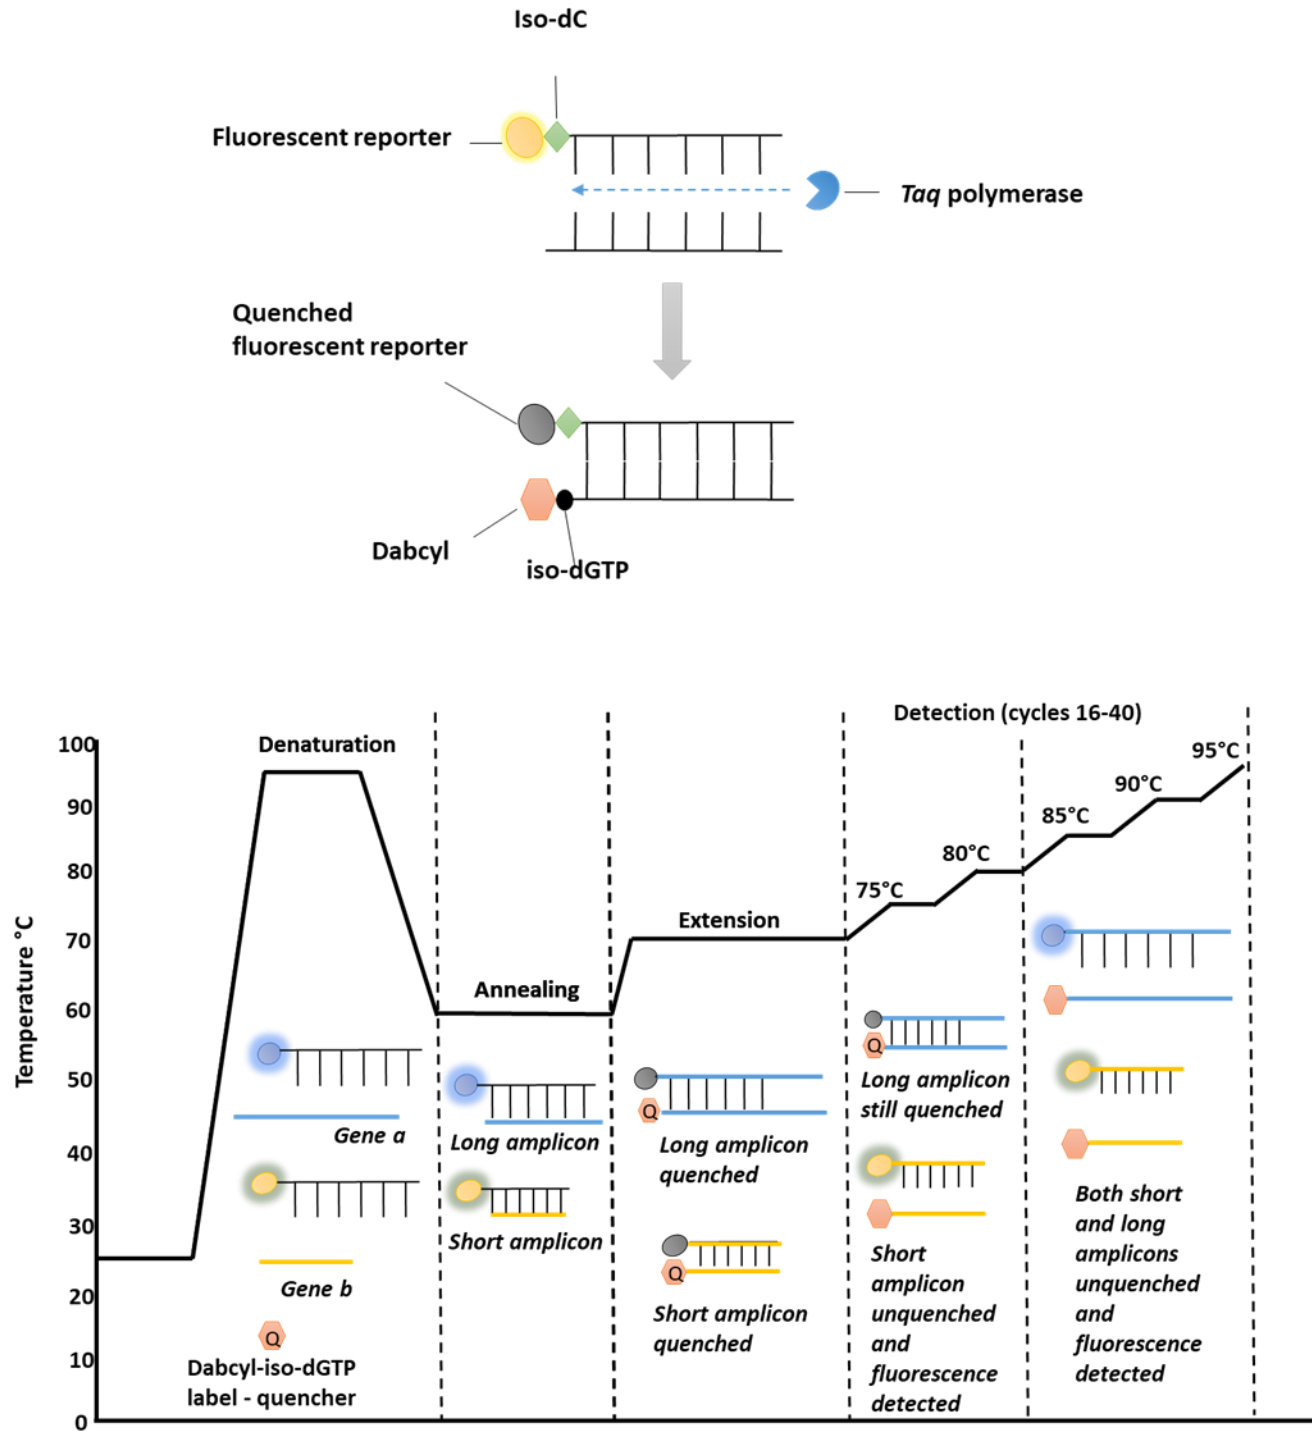 Iso-dC
Fluorescent reporter
Taq polymerase
Quenched
fluorescent reporter
Dabcyl
iso-dGTP
Detection (cycles 16-40)
Denaturation
Annealing
Extension
75°C
80°C
85°C
90°C
95°C
Temperature °C
100
90
80
70
60
50
40
30
20
10
0
Gene a
Gene b
Q
Dabcyl-iso-dGTP
label - quencher
Long amplicon
Short amplicon
Q
Long amplicon
quenched
Q
Short amplicon
quenched
Q
Long amplicon
still quenched
Short
amplicon
unquenched
and
fluorescence
detected
Both short
and long
amplicons
unquenched
and
fluorescence
detected